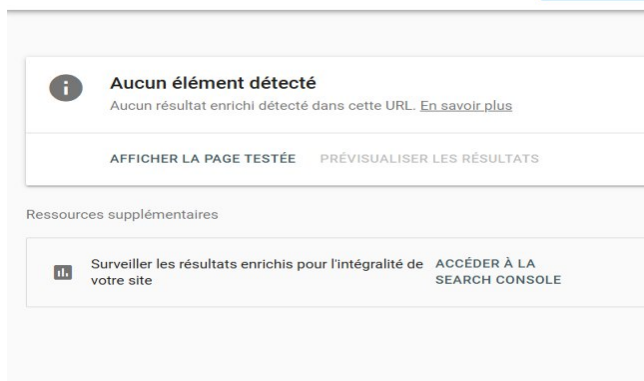 Aucun élément détecté
Aucun résultat enrichi détecté dans cette URL. En savoir plus
AFFICHER LA PAGE TESTÉE PRÉVISUALISER LES RÉSULTATS
Ressources supplémentaires
Surveiller les résultats enrichis pour l'intégralité de
votre site
ACCÉDER À LA
SEARCH CONSOLE